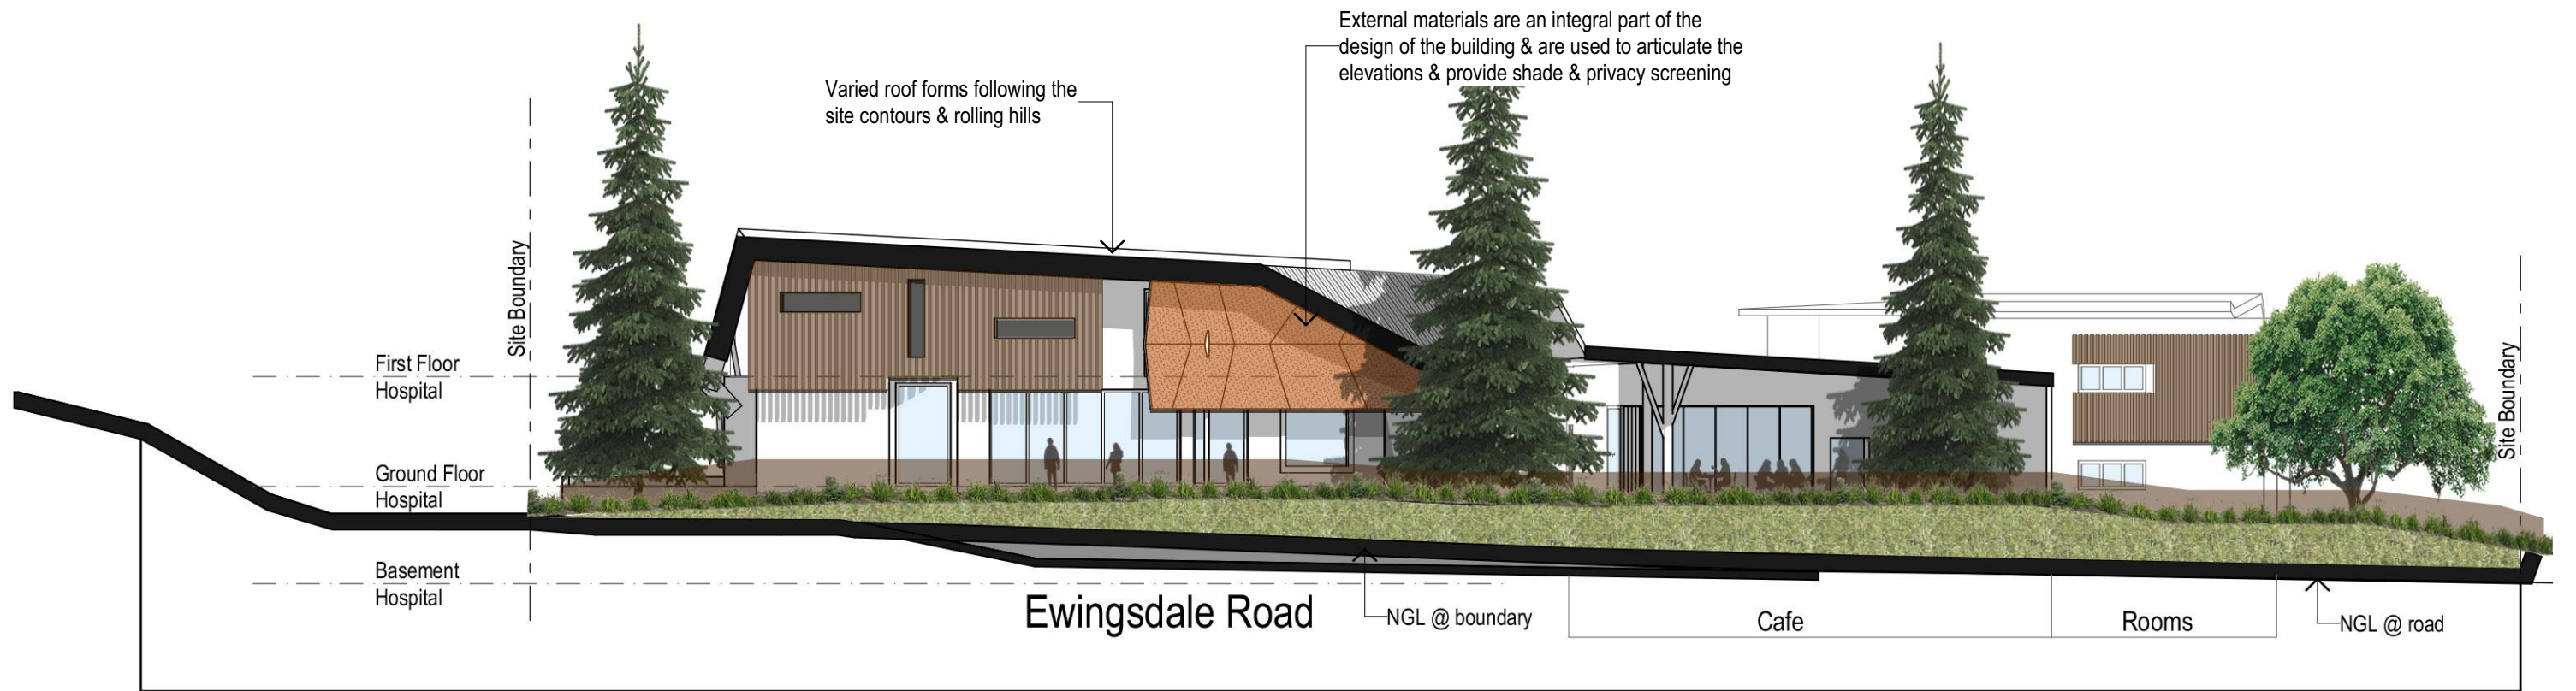 External materials are an integral part of the
design of the building & are used to articulate the
elevations & provide shade & privacy screening
Varied roof forms following the
site contours & rolling hills
Site Boundary
First Floor
Hospital
Ground Floor
Hospital
Basement
Hospital
Ewingsdale Road
NGL @ boundary
Cafe
Rooms
NGL @ road
Site Boundary